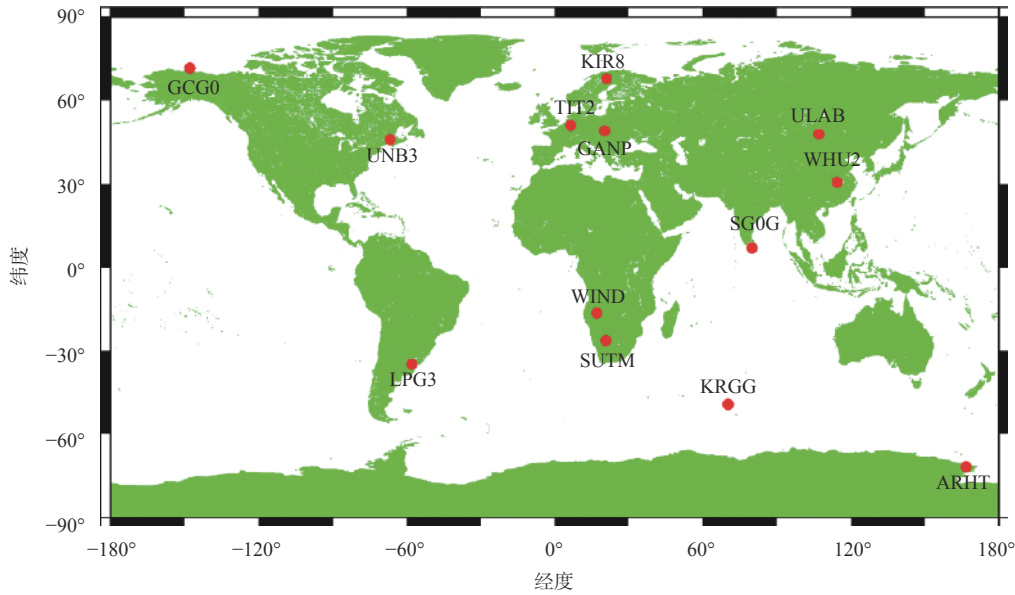 90°
KIR8
GCG0
60°
TIT2
ULAB
UNB3
GANP
WHU2
30°
SG0G
纬度
0°
WIND
−30°
LPG3
SUTM
KRGG
−60°
ARHT
−90°
−180°
−120°
−60°
0°
60°
120°
180°
经度